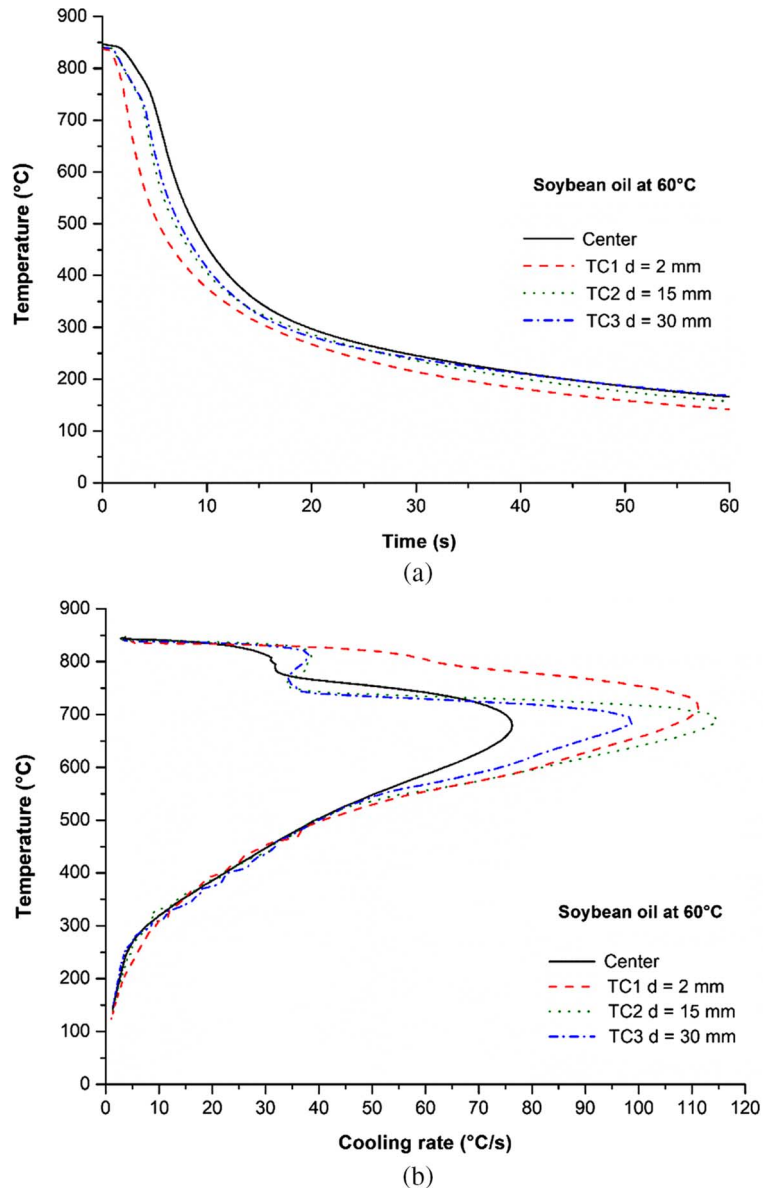 900
800
700
600
500
400
300
200
100
0
Temperature (°C)
Soybean oil at 60°C
Center
TC1 d = 2 mm
TC2 d = 15 mm
TC3 d = 30 mm
0 10 20 30 40 50 60
Time (s)
(a)
900
800
700
600
500
400
300
200
100
0
Temperature (°C)
Soybean oil at 60°C
Center
TC1 d = 2 mm
TC2 d = 15 mm
TC3 d = 30 mm
0 10 20 30 40 50 60 70 80 90 100 110 120
Cooling rate (°C/s)
(b)